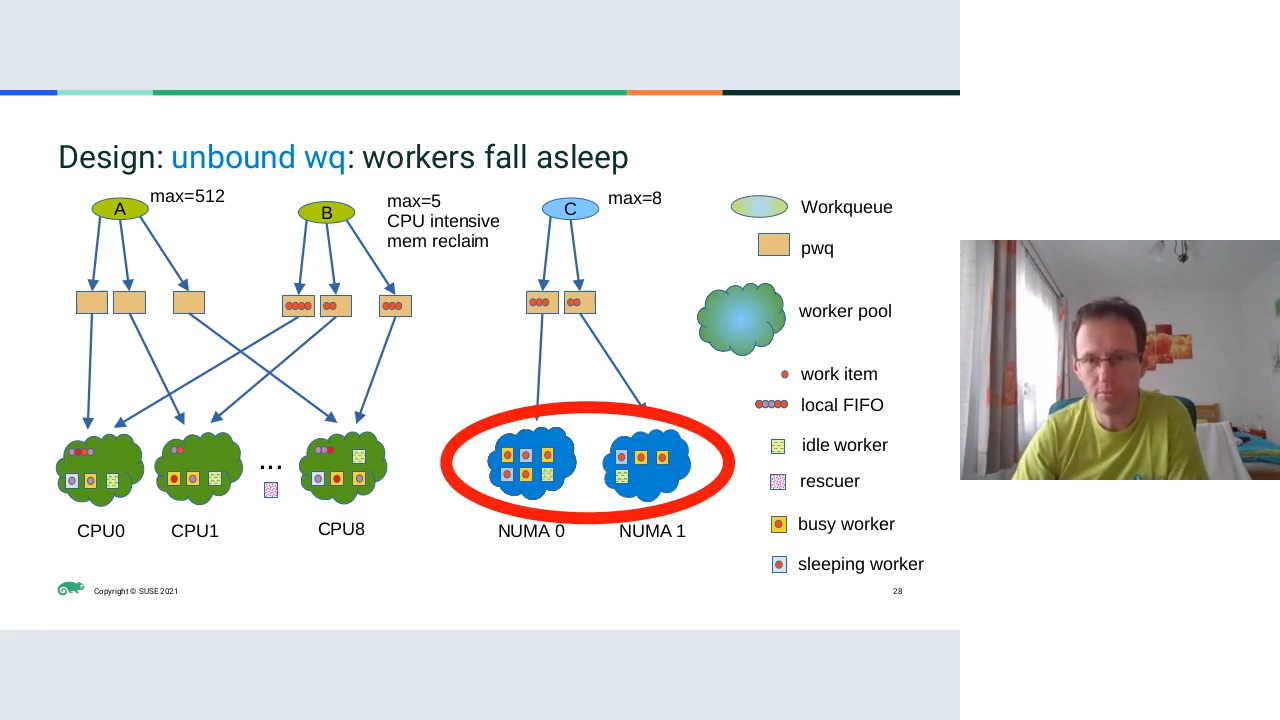 Design: unbound wq: workers fall asleep
A
max=512
B
max=5
CPU intensive
mem reclaim
C
max=8
Workqueue
pwq
worker pool
work item
local FIFO
idle worker
rescuer
busy worker
sleeping worker
...
CPU0
CPU1
CPU8
NUMA 0
NUMA 1
Copyright © SUSE 2021
28